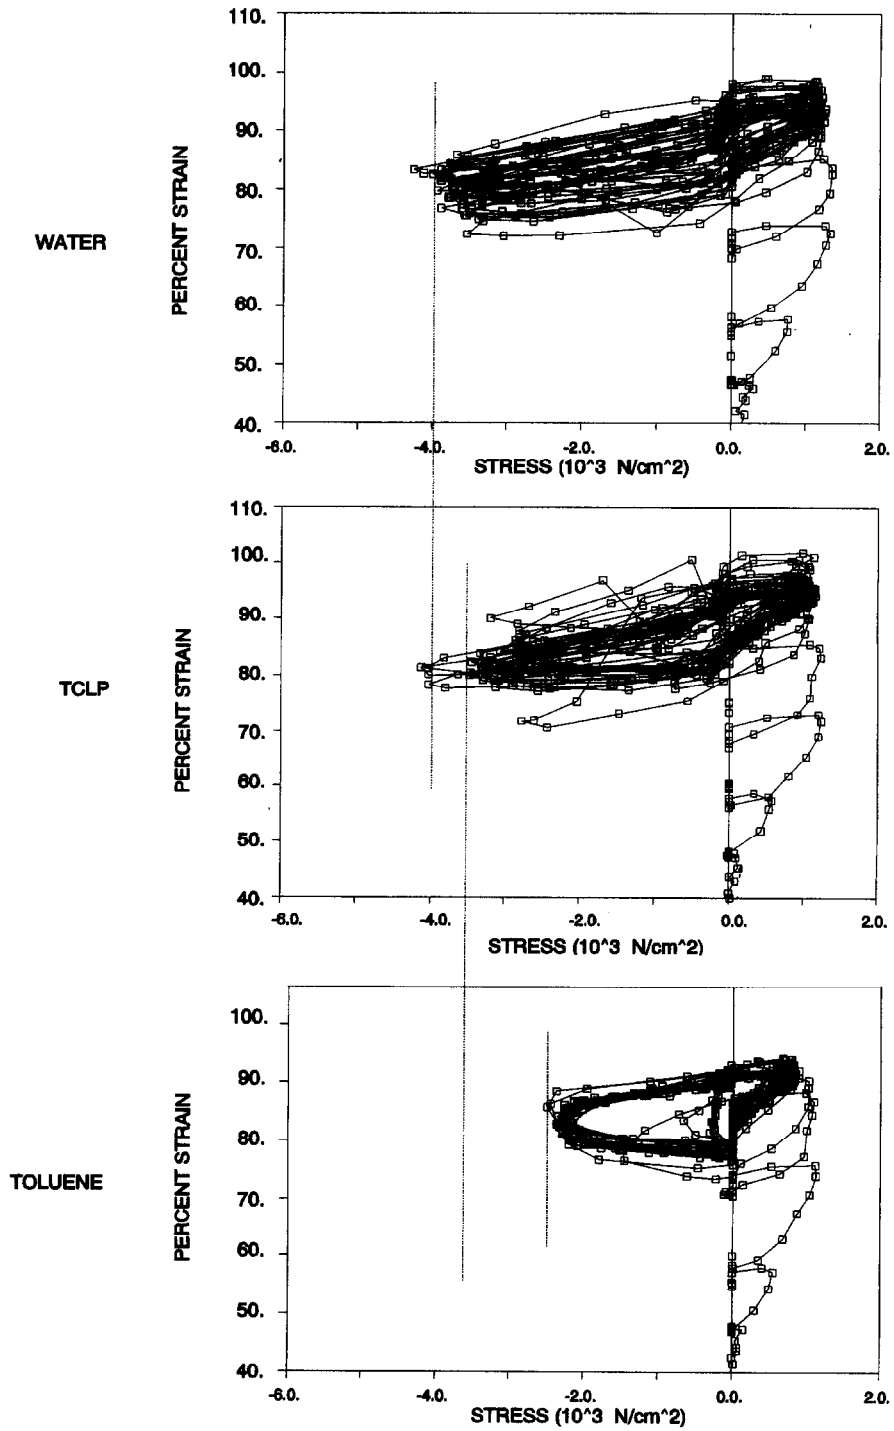 110.
100.
90.
80.
70.
60.
50.
40.
PERCENT STRAIN
WATER
-6.0. -4.0. -2.0. 0.0. 2.0.
STRESS (10^3 N/cm^2)
110.
100.
90.
80.
70.
60.
50.
40.
PERCENT STRAIN
TCLP
-6.0. -4.0. -2.0. 0.0. 2.0.
STRESS (10^3 N/cm^2)
100.
90.
80.
70.
60.
50.
40.
PERCENT STRAIN
TOLUENE
-6.0. -4.0. -2.0. 0.0. 2.0.
STRESS (10^3 N/cm^2)